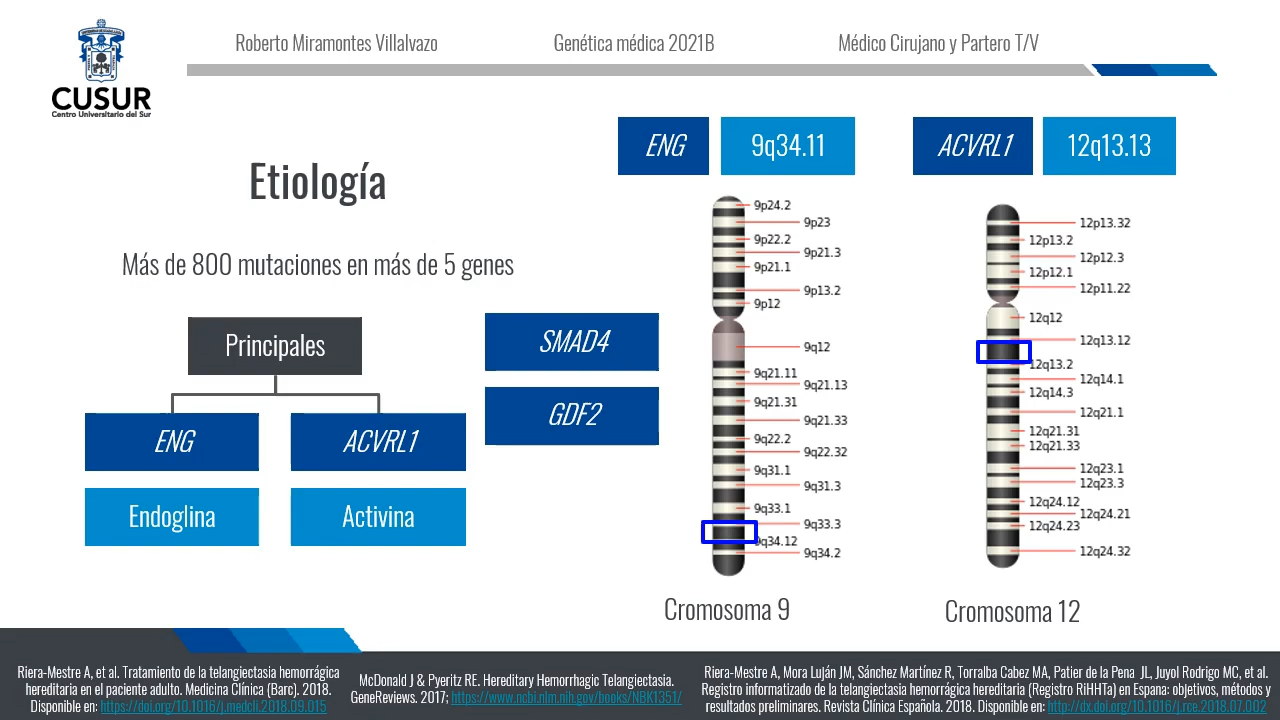 Roberto Miramontes Villalvazo
Genética médica 2021B
Médico Cirujano y Partero T/V
CUSUR
Centro Universitario del Sur
Etiología
Más de 800 mutaciones en más de 5 genes
Principales
ENG
ACVRL1
Endoglina
Activina
SMAD4
GDF2
ENG
9q34.11
9p24.2
9p23
9p22.2
9p21.3
9p21.1
9p13.2
9p12
9q12
9q21.11
9q21.13
9q21.31
9q21.33
9q22.2
9q22.32
9q31.1
9q31.3
9q33.1
9q33.3
9q34.12
9q34.2
Cromosoma 9
ACVRL1
12q13.13
12p13.32
12p13.2
12p12.3
12p12.1
12p11.22
12q12
12q13.12
12q13.2
12q14.1
12q14.3
12q21.1
12q21.31
12q21.33
12q23.1
12q23.3
12q24.12
12q24.21
12q24.23
12q24.32
Cromosoma 12
Riera-Mestre A, et al. Tratamiento de la telangiectasia hemorrágica
hereditaria en el paciente adulto. Medicina Clínica (Barc). 2018.
Disponible en: https://doi.org/10.1016/j.medcli.2018.09.015
McDonald J & Pyeritz RE. Hereditary Hemorrhagic Telangiectasia.
GeneReviews. 2017; https://www.ncbi.nlm.nih.gov/books/NBK1351/
Riera-Mestre A, Mora Luján JM, Sánchez Martínez R, Torralba Cabez MA, Patier de la Pena JL, Juyol Rodrigo MC, et al.
Registro informatizado de la telangiectasia hemorrágica hereditaria (Registro RiHHTa) en Espana: objetivos, métodos y
resultados preliminares. Revista Clínica Española. 2018. Disponible en: http://dx.doi.org/10.1016/j.rce.2018.07.002